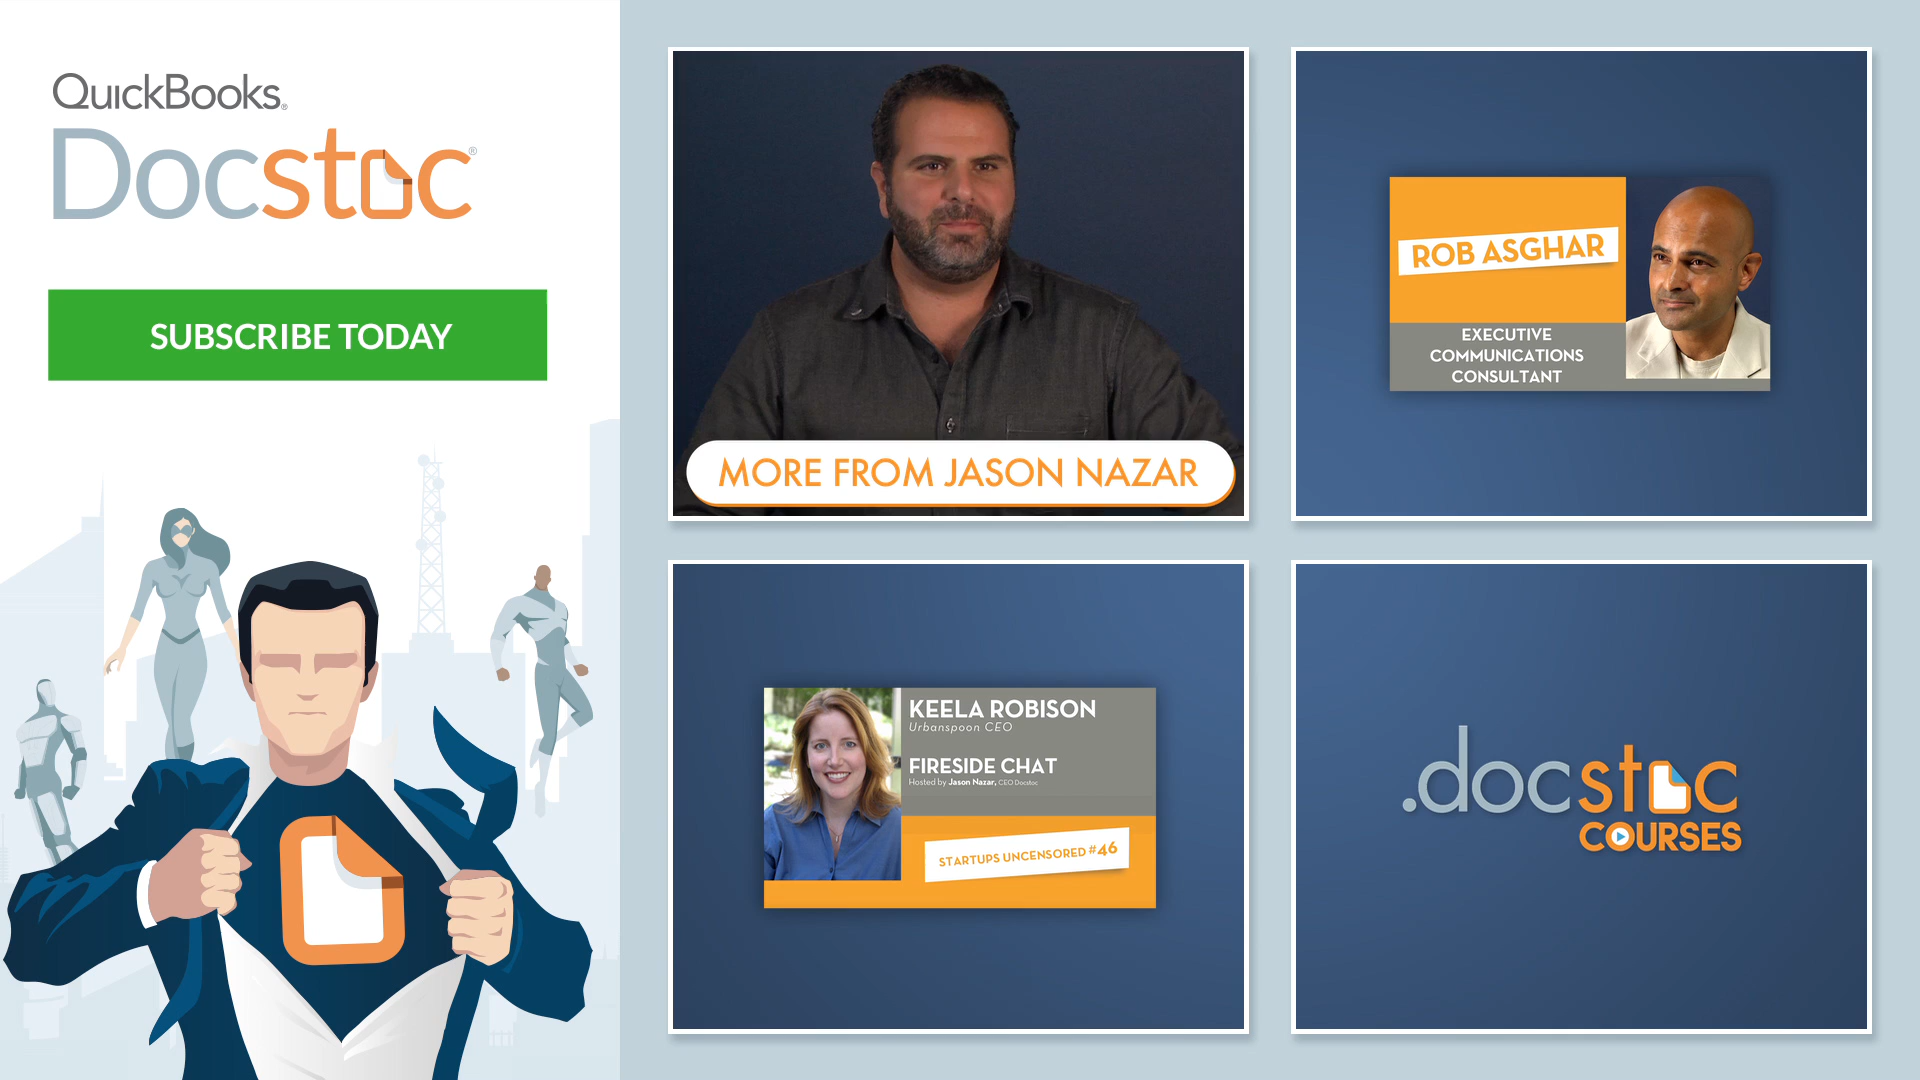 QuickBooks®
Docstoc®
SUBSCRIBE TODAY
MORE FROM JASON NAZAR
ROB ASGHAR
EXECUTIVE
COMMUNICATIONS
CONSULTANT
KEELA ROBISON
Urbanspoon CEO
FIRESIDE CHAT
Hosted by Jason Nazar, CEO Docstoc
STARTUPS UNCENSORED #46
.docstoc
COURSES